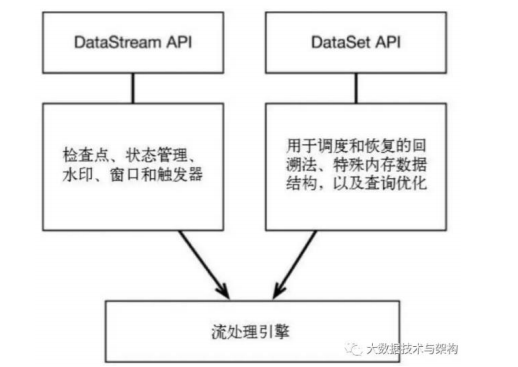 DataStream API
DataSet API
检查点、状态管理、
水印、窗口和触发器
用于调度和恢复的回
溯法、特殊内存数据
结构，以及查询优化
流处理引擎
大数据技术与架构